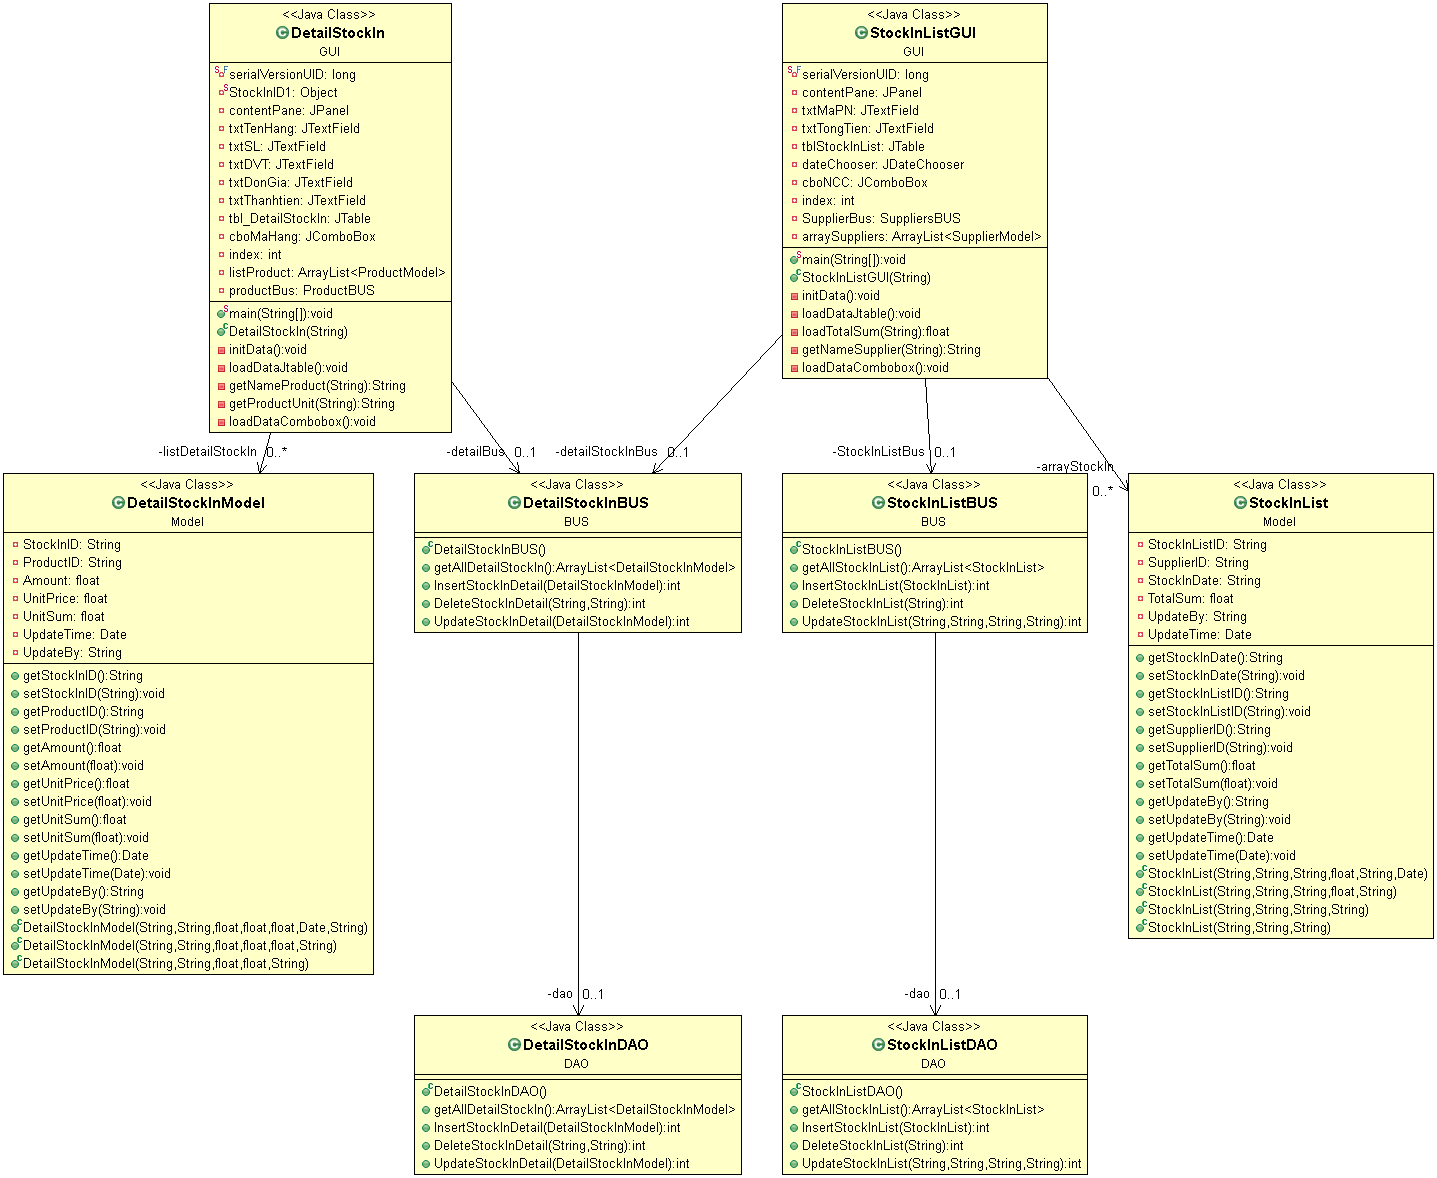 <<Java Class>>
DetailStockIn
GUI
serialVersionUID: long
StockInID1: Object
contentPane: JPanel
txtTenHang: JTextField
txtSL: JTextField
txtDVT: JTextField
txtDonGia: JTextField
txtThanhtien: JTextField
tbl_DetailStockIn: JTable
cboMaHang: JComboBox
index: int
listProduct: ArrayList<ProductModel>
productBus: ProductBUS
main(String[]):void
DetailStockIn(String)
initData():void
loadDataJtable():void
getNameProduct(String):String
getProductUnit(String):String
loadDataCombobox():void
<<Java Class>>
StockInListGUI
GUI
serialVersionUID: long
contentPane: JPanel
txtMaPN: JTextField
txtTongTien: JTextField
tblStockInList: JTable
dateChooser: JDateChooser
cboNCC: JComboBox
index: int
SupplierBus: SuppliersBUS
arraySuppliers: ArrayList<SupplierModel>
main(String[]):void
StockInListGUI(String)
initData():void
loadDataJtable():void
loadTotalSum(String):float
getNameSupplier(String):String
loadDataCombobox():void
-listDetailStockIn 0..*
-detailBus 0..1
-detailStockInBus 0..1
-StockInListBus 0..1
-arrayStockIn
0..*
<<Java Class>>
DetailStockInModel
Model
StockInID: String
ProductID: String
Amount: float
UnitPrice: float
UnitSum: float
UpdateTime: Date
UpdateBy: String
getStockInID():String
setStockInID(String):void
getProductID():String
setProductID(String):void
getAmount():float
setAmount(float):void
getUnitPrice():float
setUnitPrice(float):void
getUnitSum():float
setUnitSum(float):void
getUpdateTime():Date
setUpdateTime(Date):void
getUpdateBy():String
setUpdateBy(String):void
DetailStockInModel(String,String,float,float,float,Date,String)
DetailStockInModel(String,String,float,float,float,String)
DetailStockInModel(String,String,float,float,String)
<<Java Class>>
DetailStockInBUS
BUS
DetailStockInBUS()
getAllDetailStockIn():ArrayList<DetailStockInModel>
InsertStockInDetail(DetailStockInModel):int
DeleteStockInDetail(String,String):int
UpdateStockInDetail(DetailStockInModel):int
<<Java Class>>
StockInListBUS
BUS
StockInListBUS()
getAllStockInList():ArrayList<StockInList>
InsertStockInList(StockInList):int
DeleteStockInList(String):int
UpdateStockInList(String,String,String,String):int
<<Java Class>>
StockInList
Model
StockInListID: String
SupplierID: String
StockInDate: String
TotalSum: float
UpdateBy: String
UpdateTime: Date
getStockInDate():String
setStockInDate(String):void
getStockInListID():String
setStockInListID(String):void
getSupplierID():String
setSupplierID(String):void
getTotalSum():float
setTotalSum(float):void
getUpdateBy():String
setUpdateBy(String):void
getUpdateTime():Date
setUpdateTime(Date):void
StockInList(String,String,String,float,String,Date)
StockInList(String,String,String,float,String)
StockInList(String,String,String,String)
StockInList(String,String,String)
-dao 0..1
-dao 0..1
<<Java Class>>
DetailStockInDAO
DAO
DetailStockInDAO()
getAllDetailStockIn():ArrayList<DetailStockInModel>
InsertStockInDetail(DetailStockInModel):int
DeleteStockInDetail(String,String):int
UpdateStockInDetail(DetailStockInModel):int
<<Java Class>>
StockInListDAO
DAO
StockInListDAO()
getAllStockInList():ArrayList<StockInList>
InsertStockInList(StockInList):int
DeleteStockInList(String):int
UpdateStockInList(String,String,String,String):int